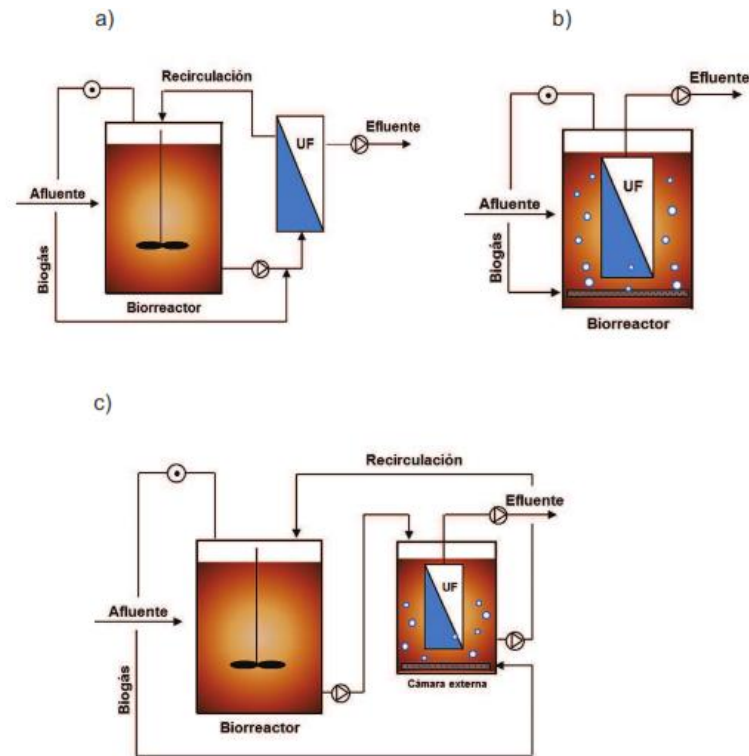 a)
Recirculación
UF
Efluente
Afluente
Biogás
Biorreactor
b)
Efluente
UF
Afluente
Biogás
Biorreactor
c)
Recirculación
Efluente
UF
Afluente
Biogás
Cámara externa
Biorreactor